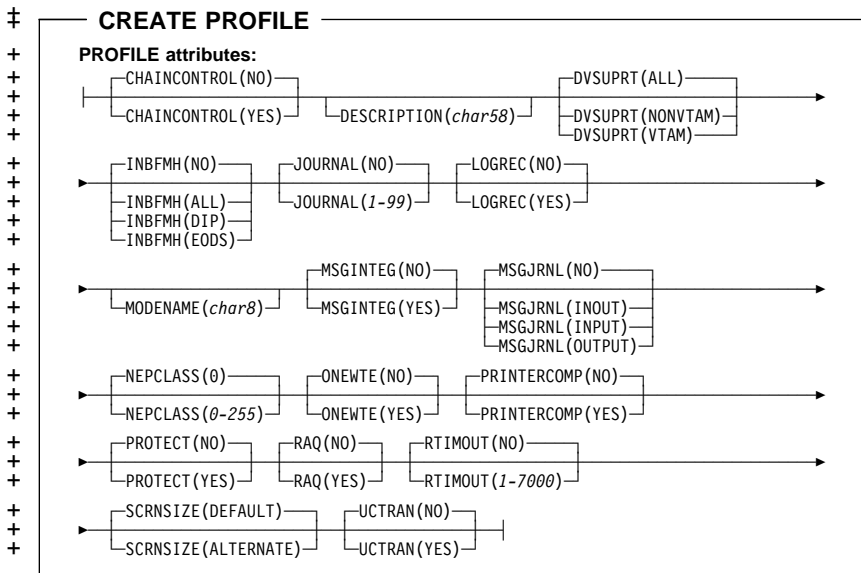 ‡ CREATE PROFILE
+ PROFILE attributes:
+ CHAINCONTROL(NO) DVSUPRT(ALL)
+
+ CHAINCONTROL(YES) DESCRIPTION(char58) DVSUPRT(NONVTAM)
+ DVSUPRT(VTAM)
+ INBFMH(NO) JOURNAL(NO) LOGREC(NO)
+
+ INBFMH(ALL) JOURNAL(1-99) LOGREC(YES)
+ INBFMH(DIP)
+ INBFMH(EODS)
+ MSGINTEG(NO) MSGJRNL(NO)
+
+ MODENAME(char8) MSGINTEG(YES) MSGJRNL(INOUT)
+ MSGJRNL(INPUT)
+ MSGJRNL(OUTPUT)
+ NEPCLASS(0) ONEWTE(NO) PRINTERCOMP(NO)
+
+ NEPCLASS(0-255) ONEWTE(YES) PRINTERCOMP(YES)
+ PROTECT(NO) RAQ(NO) RTIMOUT(NO)
+
+ PROTECT(YES) RAQ(YES) RTIMOUT(1-7000)
+ SCRNSIZE(DEFAULT) UCTRAN(NO)
+
+ SCRNSIZE(ALTERNATE) UCTRAN(YES)